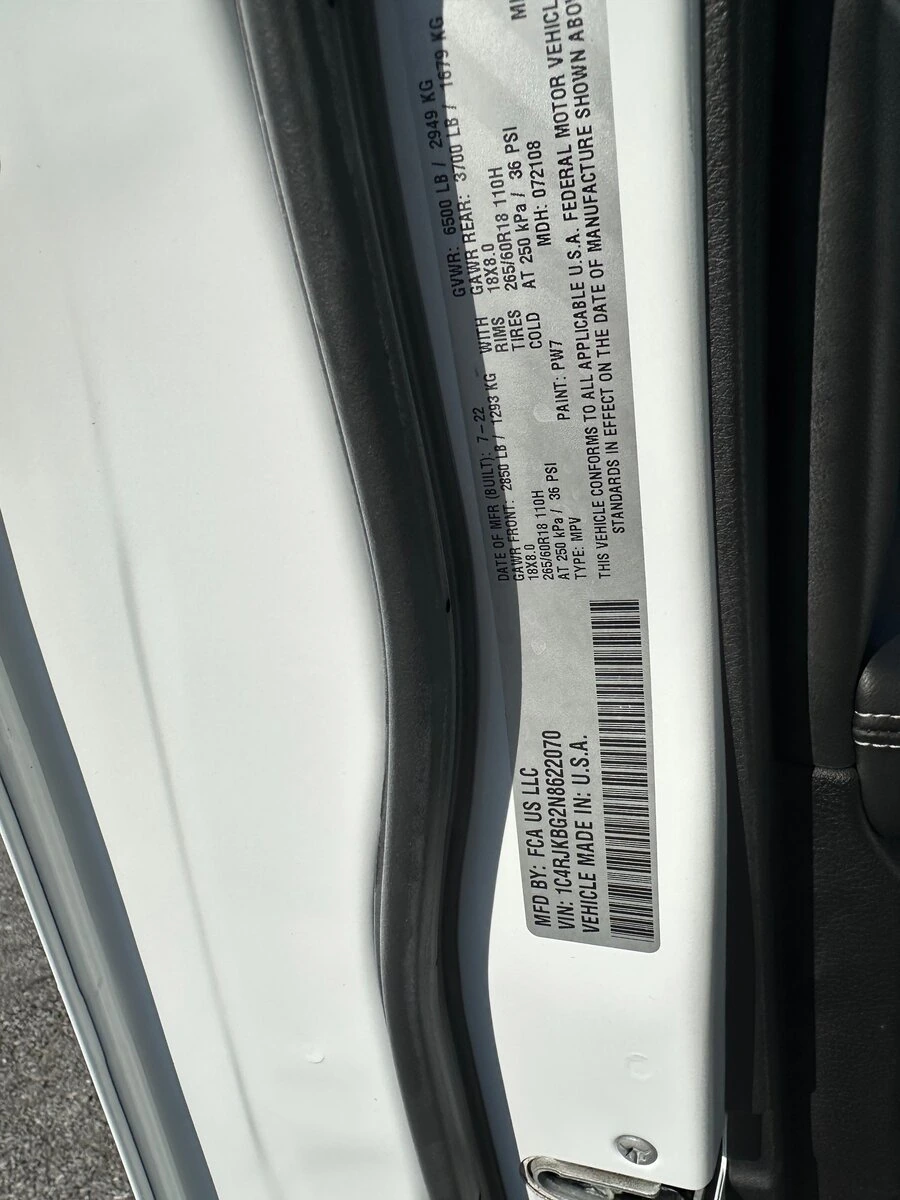 MFD BY: FCA US LLC
VIN: 1C4RJKBG2N8622070
VEHICLE MADE IN: U.S.A.
DATE OF MFR (BUILT): 7-22 GVWR: 6500 LB / 2949 KG
GAWR FRONT: 2850 LB / 1293 KG WITH GAWR REAR: 3700 LB / 1679 KG
18X8.0 RIMS 18X8.0
265/60R18 110H TIRES 265/60R18 110H
AT 250 kPa / 36 PSI COLD AT 250 kPa / 36 PSI
TYPE: MPV PAINT: PW7 MDH: 072108
THIS VEHICLE CONFORMS TO ALL APPLICABLE U.S.A. FEDERAL MOTOR
STANDARDS IN EFFECT ON THE DATE OF MANUFACTURE SHOWN